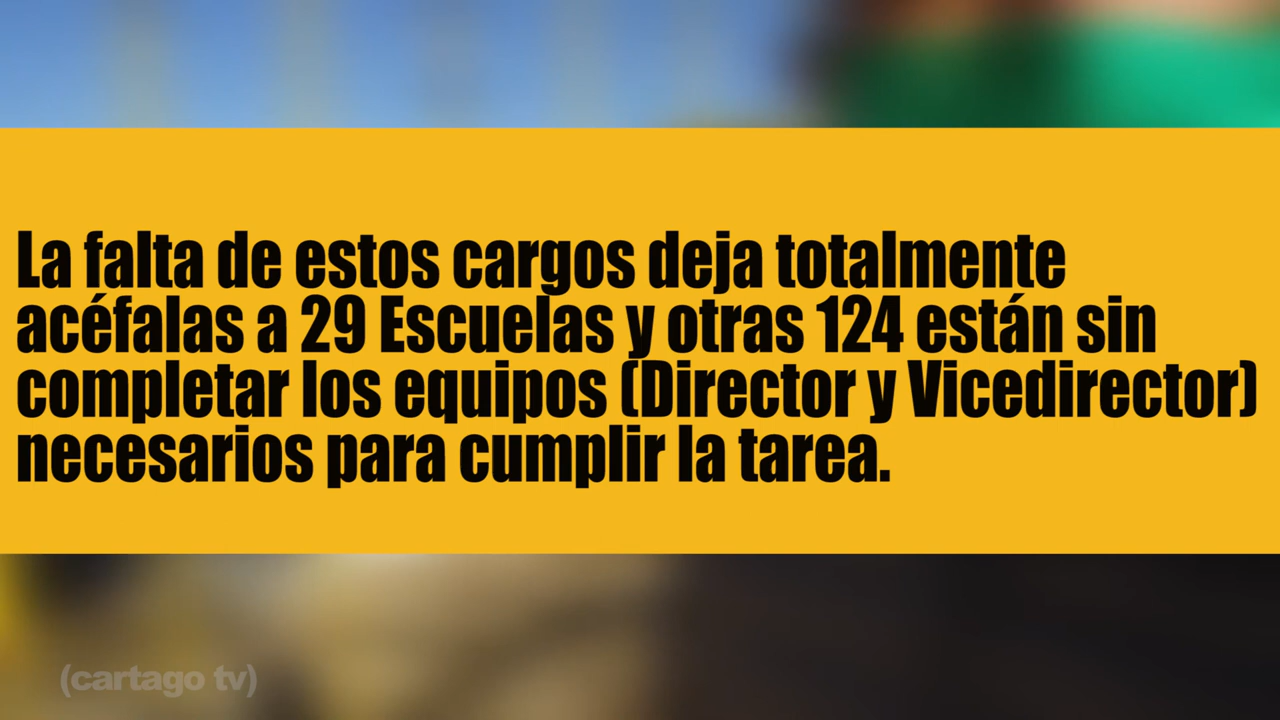 La falta de estos cargos deja totalmente
acéfalas a 29 Escuelas y otras 124 están sin
completar los equipos (Director y Vicedirector)
necesarios para cumplir la tarea.
(cartago tv)